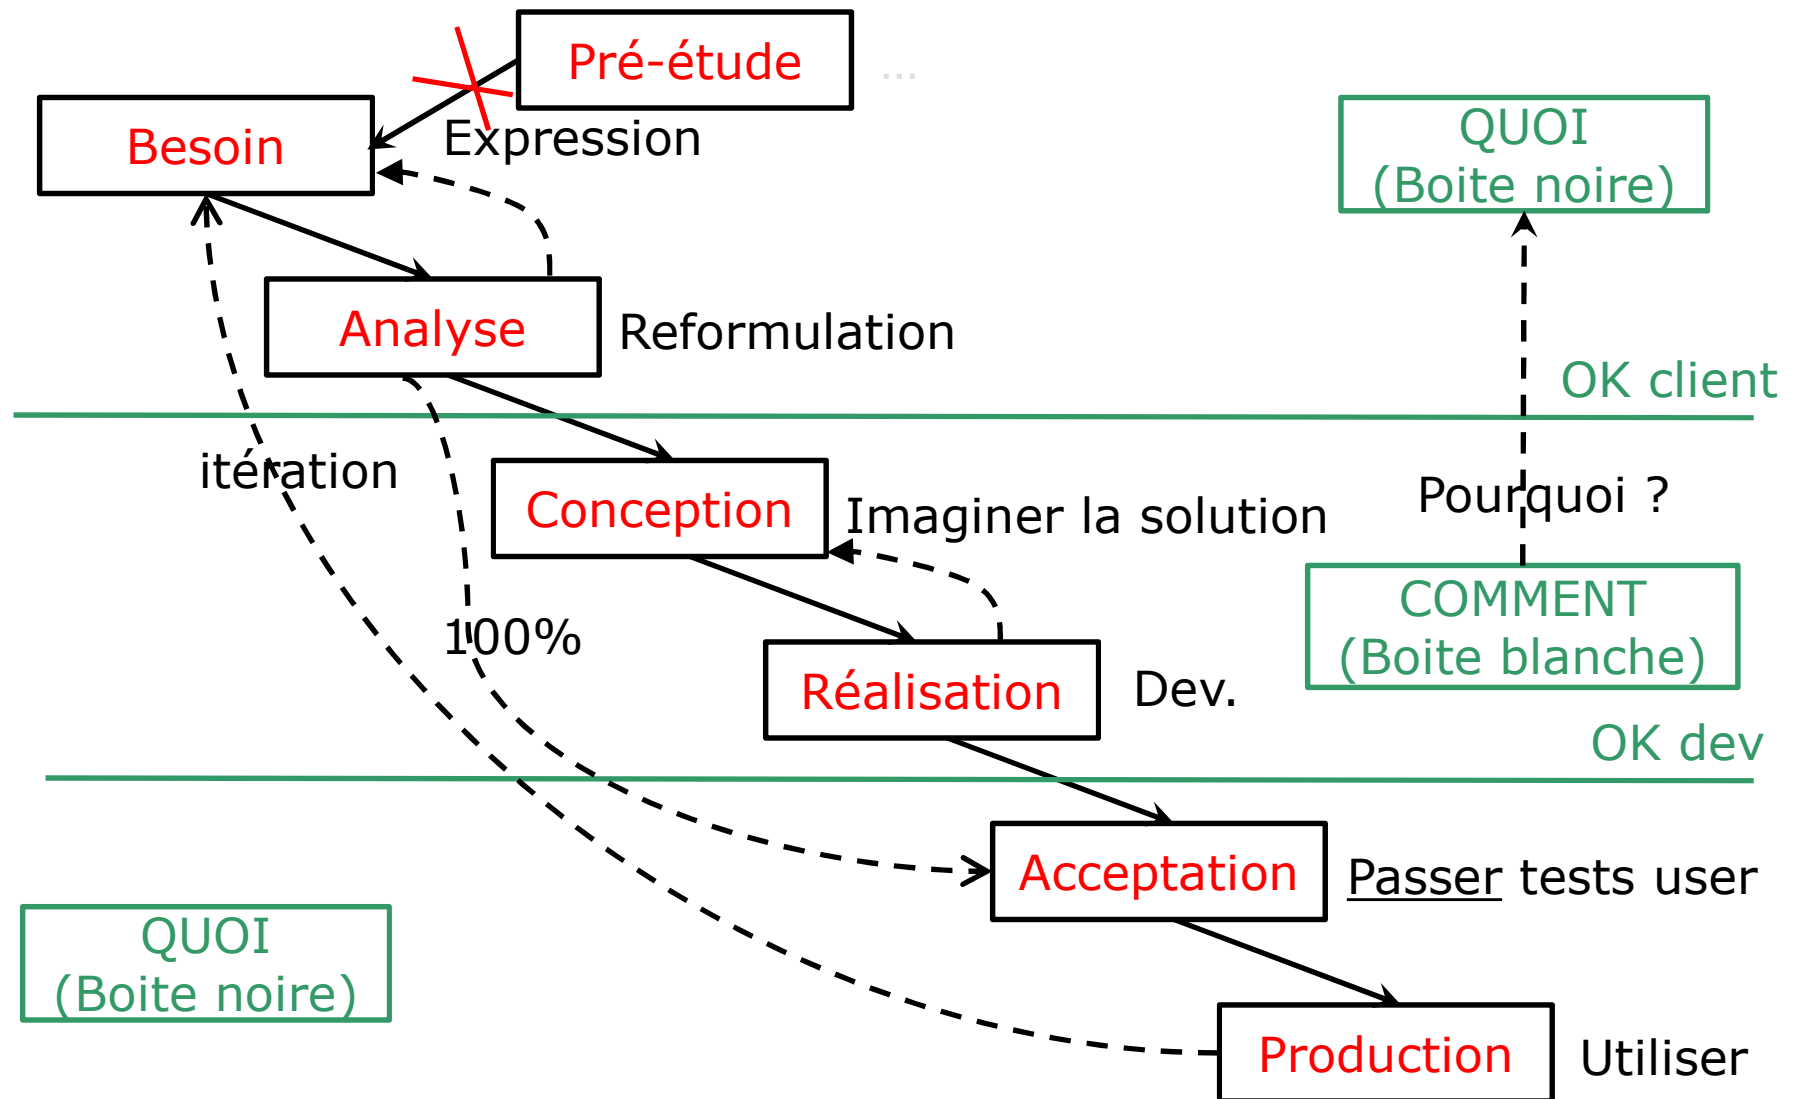 Pré-étude
...
Besoin
Expression
QUOI
(Boite noire)
Analyse
Reformulation
OK client
itération
Conception
Imaginer la solution
Pourquoi ?
100%
COMMENT
(Boite blanche)
Réalisation
Dev.
OK dev
Acceptation
Passer tests user
QUOI
(Boite noire)
Production
Utiliser